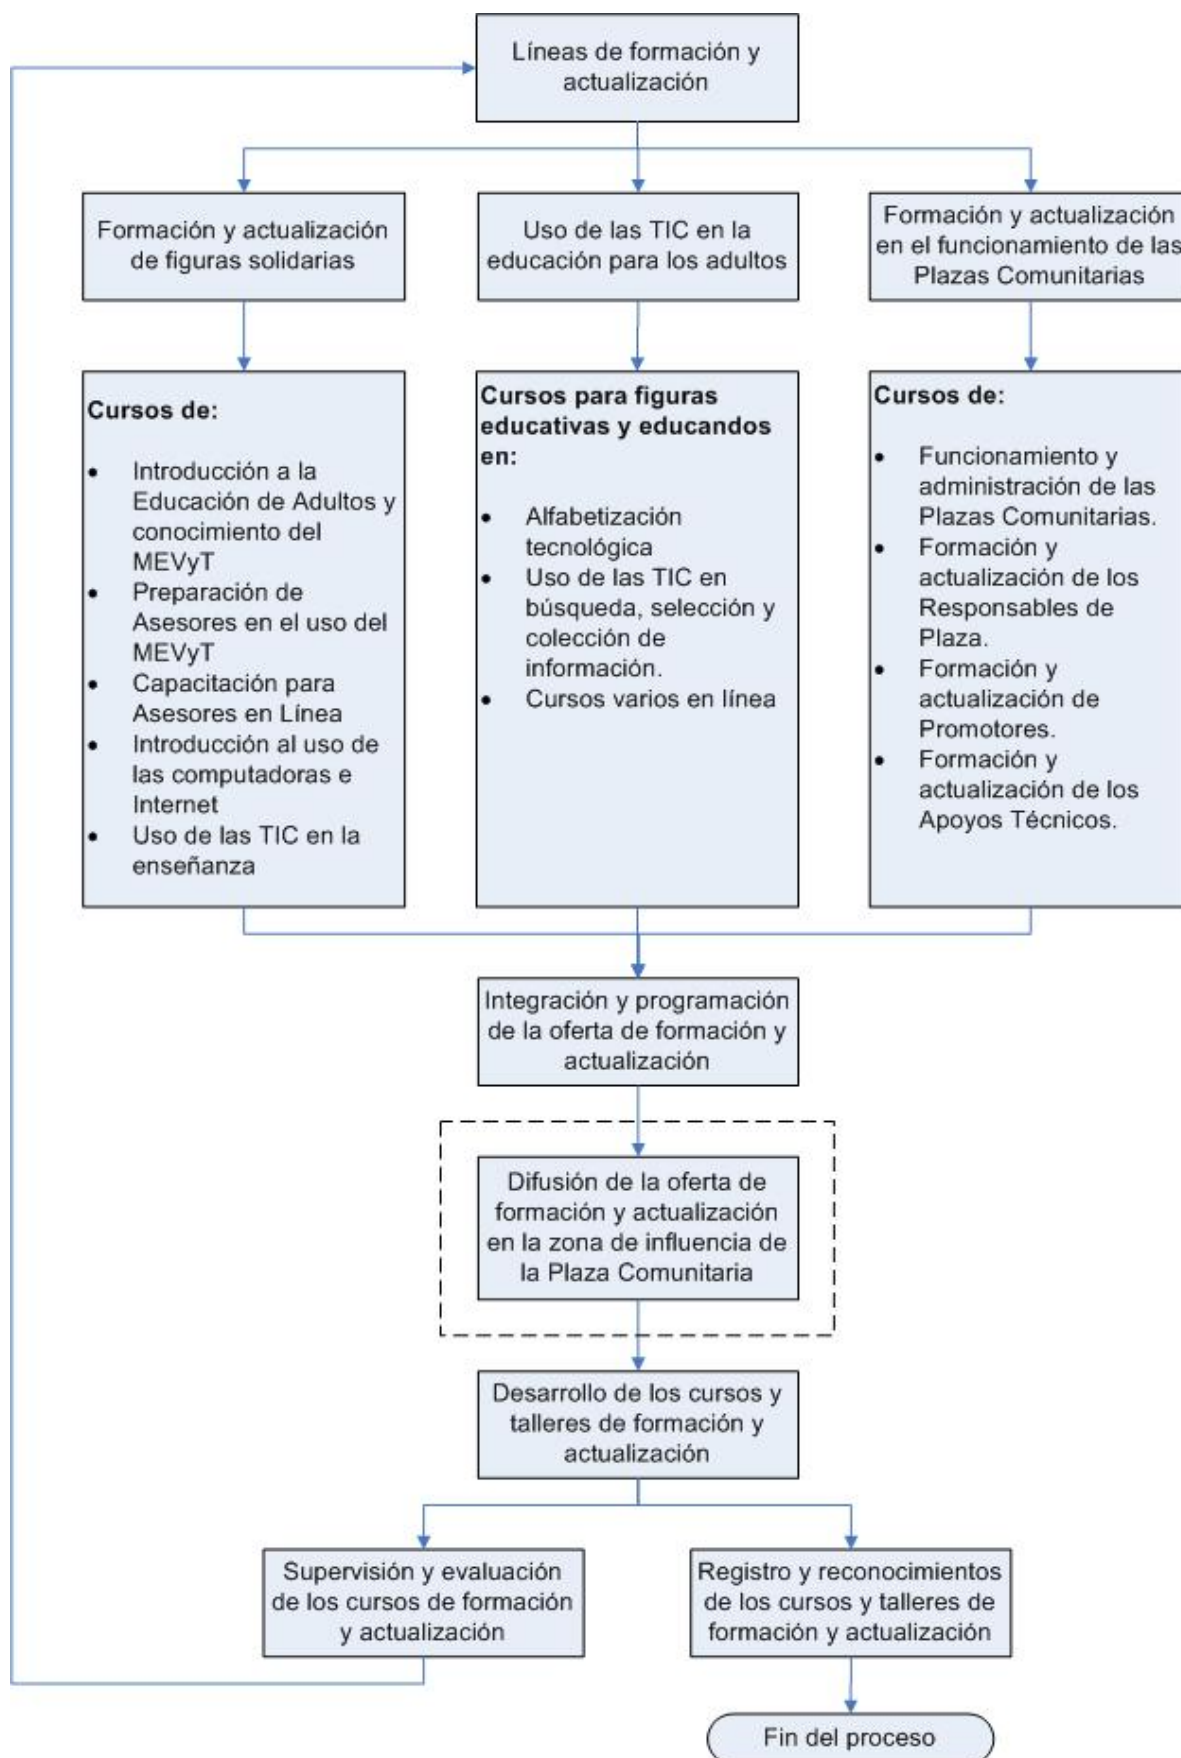 Líneas de formación y
actualización
Formación y actualización
de figuras solidarias
Uso de las TIC en la
educación para los adultos
Formación y actualización
en el funcionamiento de las
Plazas Comunitarias
Cursos de:
• Introducción a la
Educación de Adultos y
conocimiento del
MEVyT
• Preparación de
Asesores en el uso del
MEVyT
• Capacitación para
Asesores en Línea
• Introducción al uso de
las computadoras e
Internet
• Uso de las TIC en la
enseñanza
Cursos para figuras
educativas y educandos
en:
• Alfabetización
tecnológica
• Uso de las TIC en
búsqueda, selección y
colección de
información.
• Cursos varios en línea
Cursos de:
• Funcionamiento y
administración de las
Plazas Comunitarias.
• Formación y
actualización de los
Responsables de
Plaza.
• Formación y
actualización de
Promotores.
• Formación y
actualización de los
Apoyos Técnicos.
Integración y programación
de la oferta de formación y
actualización
Difusión de la oferta de
formación y actualización
en la zona de influencia de
la Plaza Comunitaria
Desarrollo de los cursos y
talleres de formación y
actualización
Supervisión y evaluación
de los cursos de formación
y actualización
Registro y reconocimientos
de los cursos y talleres de
formación y actualización
Fin del proceso